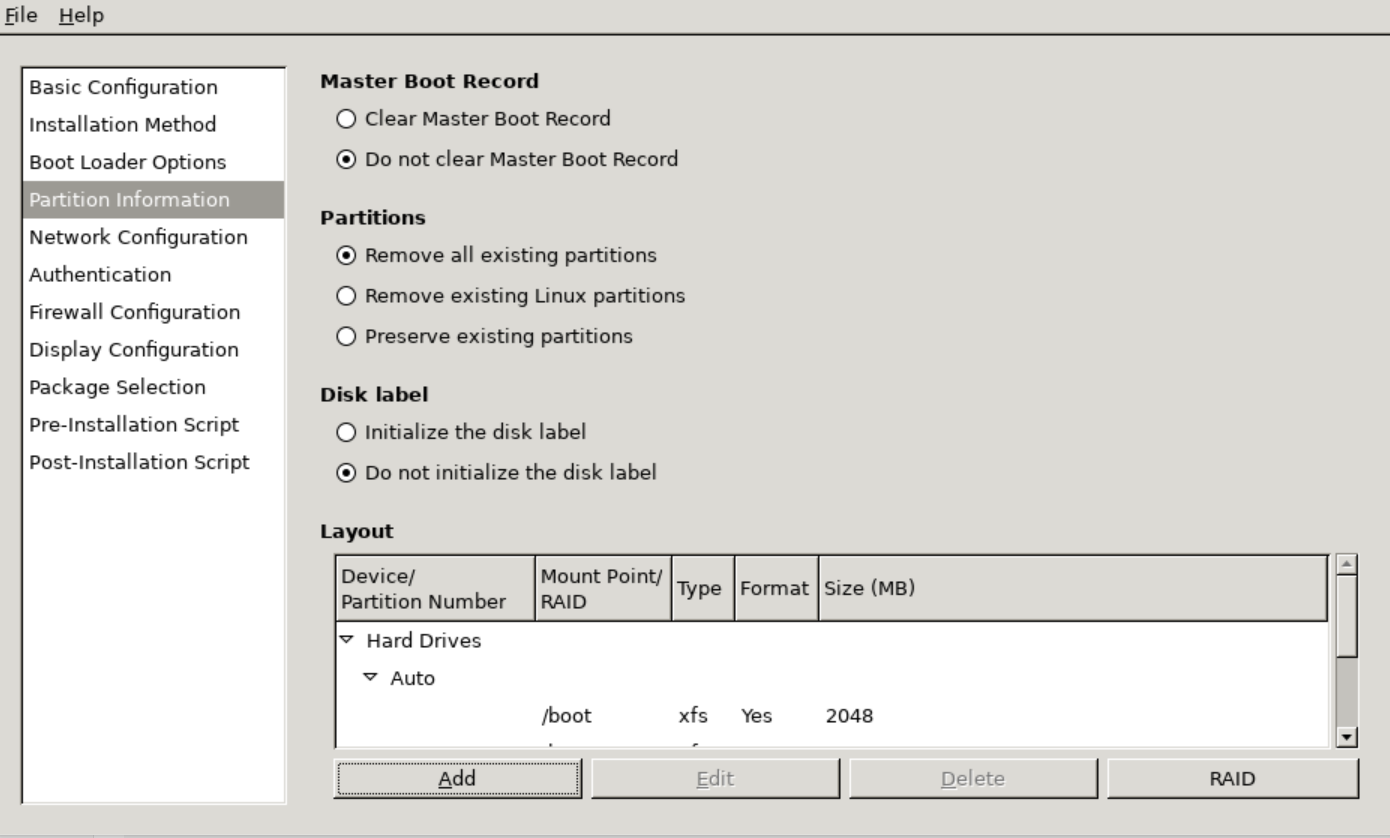 File Help
Basic Configuration
Installation Method
Boot Loader Options
Partition Information
Network Configuration
Authentication
Firewall Configuration
Display Configuration
Package Selection
Pre-Installation Script
Post-Installation Script
Master Boot Record
Clear Master Boot Record
Do not clear Master Boot Record
Partitions
Remove all existing partitions
Remove existing Linux partitions
Preserve existing partitions
Disk label
Initialize the disk label
Do not initialize the disk label
Layout
Device/
Partition Number
Mount Point/
RAID
Type
Format
Size (MB)
Hard Drives
Auto
/boot xfs Yes 2048
Add Edit Delete RAID